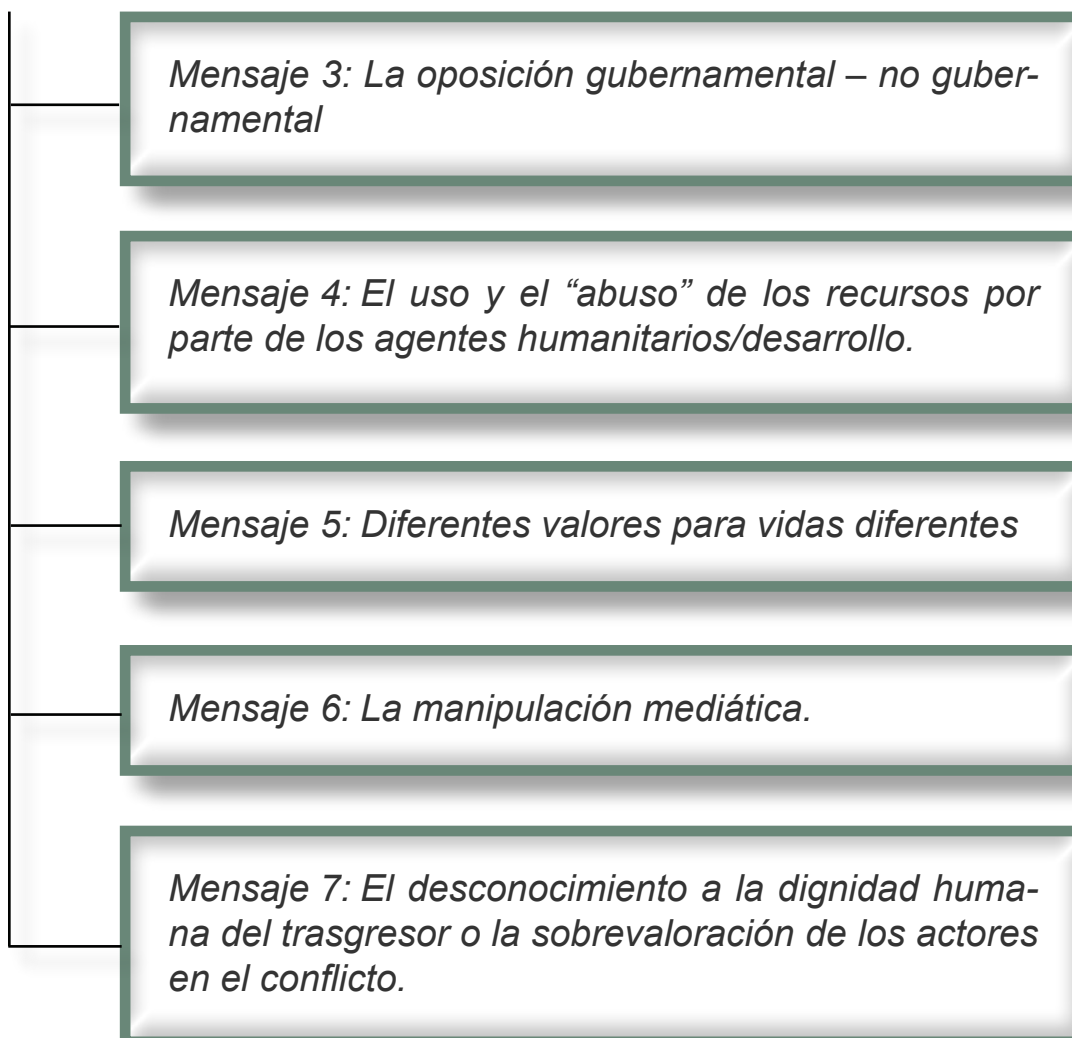 Mensaje 3: La oposición gubernamental – no guber-
namental
Mensaje 4: El uso y el “abuso” de los recursos por
parte de los agentes humanitarios/desarrollo.
Mensaje 5: Diferentes valores para vidas diferentes
Mensaje 6: La manipulación mediática.
Mensaje 7: El desconocimiento a la dignidad huma-
na del trasgresor o la sobrevaloración de los actores
en el conflicto.